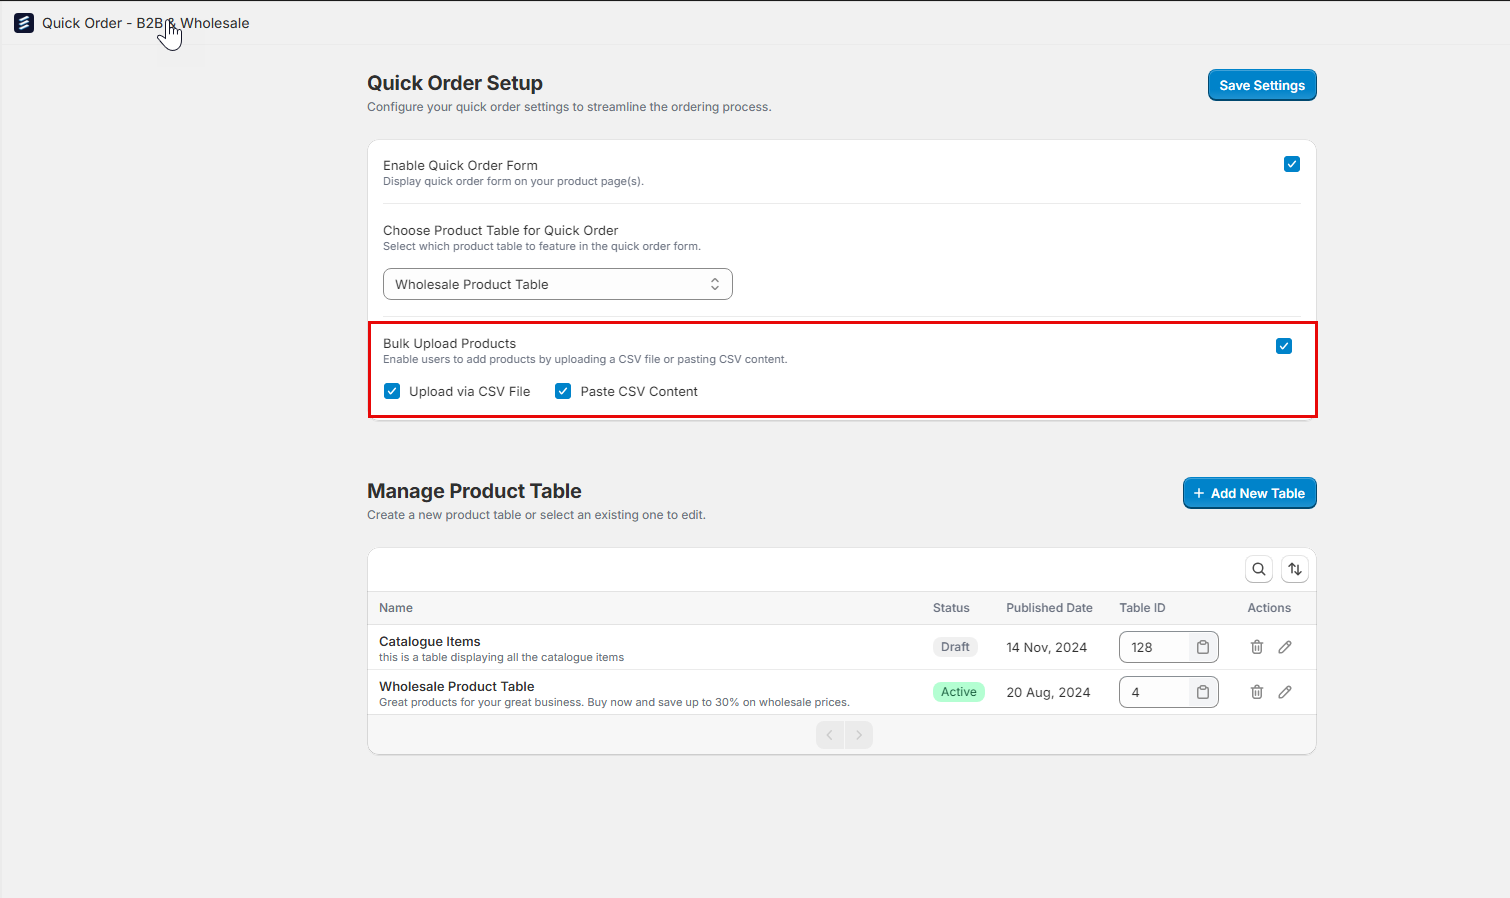 Quick Order - B2B & Wholesale
Quick Order Setup
Save Settings
Configure your quick order settings to streamline the ordering process.
Enable Quick Order Form
Display quick order form on your product page(s).
Choose Product Table for Quick Order
Select which product table to feature in the quick order form.
Wholesale Product Table
Bulk Upload Products
Enable users to add products by uploading a CSV file or pasting CSV content.
Upload via CSV File Paste CSV Content
Manage Product Table
+ Add New Table
Create a new product table or select an existing one to edit.
Name Status Published Date Table ID Actions
Catalogue Items
this is a table displaying all the catalogue items
Draft 14 Nov, 2024 128
Wholesale Product Table
Great products for your great business. Buy now and save up to 30% on wholesale prices.
Active 20 Aug, 2024 4